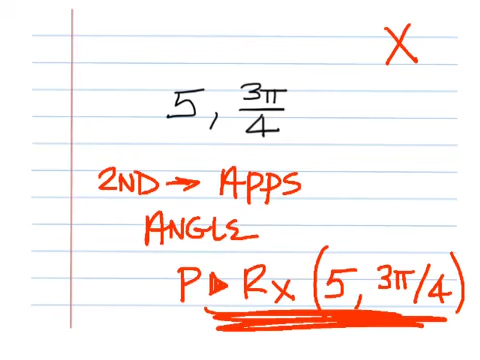 X
5, 3π/4
2ND → APPS
ANGLE
P▶Rx (5, 3π/4)